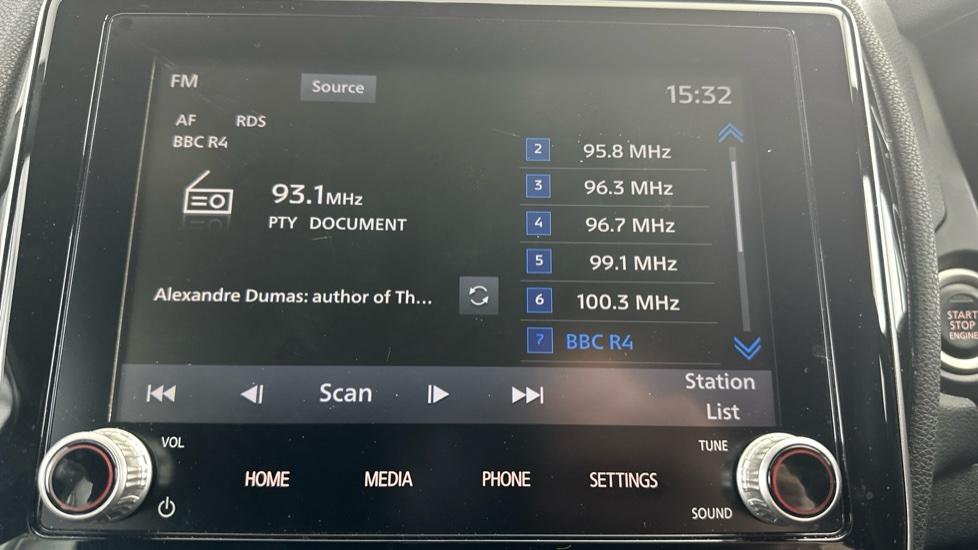 FM
Source
15:32
AF RDS
BBC R4
93.1 MHz
PTY DOCUMENT
Alexandre Dumas: author of Th...
2 95.8 MHz
3 96.3 MHz
4 96.7 MHz
5 99.1 MHz
6 100.3 MHz
7 BBC R4
Scan
Station
List
VOL
TUNE
HOME
MEDIA
PHONE
SETTINGS
SOUND
START
STOP
ENGINE